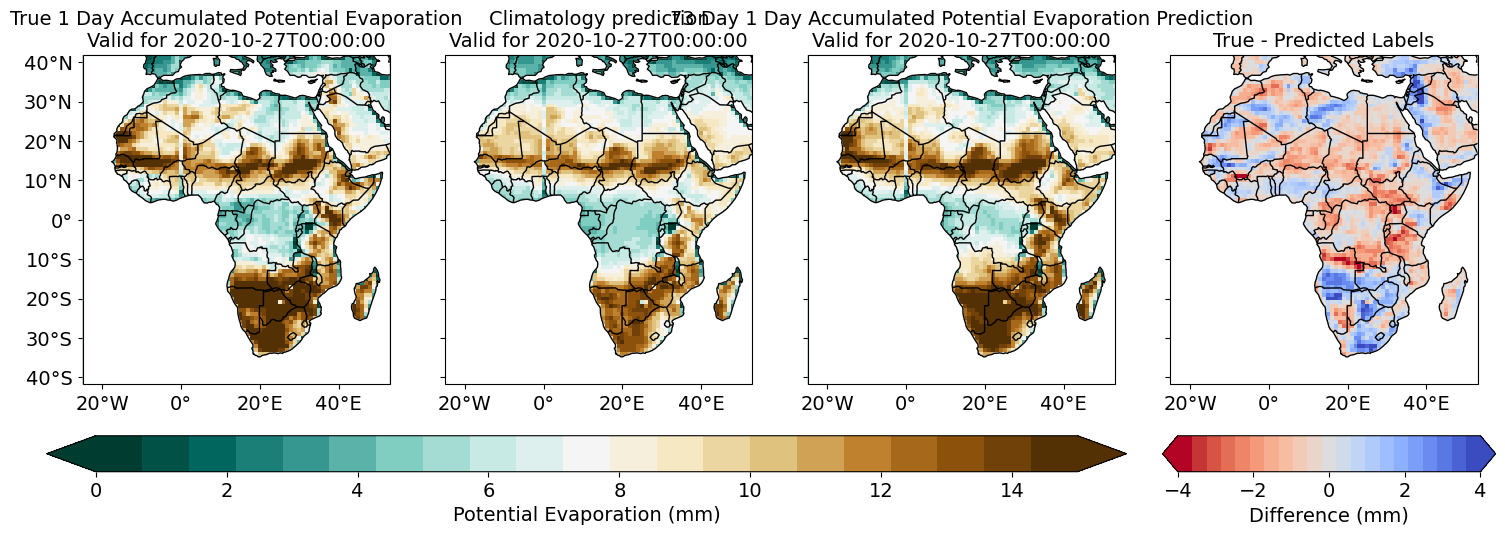 True 1 Day Accumulated Potential Evaporation
Valid for 2020-10-27T00:00:00
Climatology prediction
Valid for 2020-10-27T00:00:00
73 Day 1 Day Accumulated Potential Evaporation Prediction
Valid for 2020-10-27T00:00:00
True - Predicted Labels
40°N
30°N
20°N
10°N
0°
10°S
20°S
30°S
40°S
20°W 0° 20°E 40°E
20°W 0° 20°E 40°E
20°W 0° 20°E 40°E
20°W 0° 20°E 40°E
0 2 4 6 8 10 12 14
Potential Evaporation (mm)
−4 −2 0 2 4
Difference (mm)